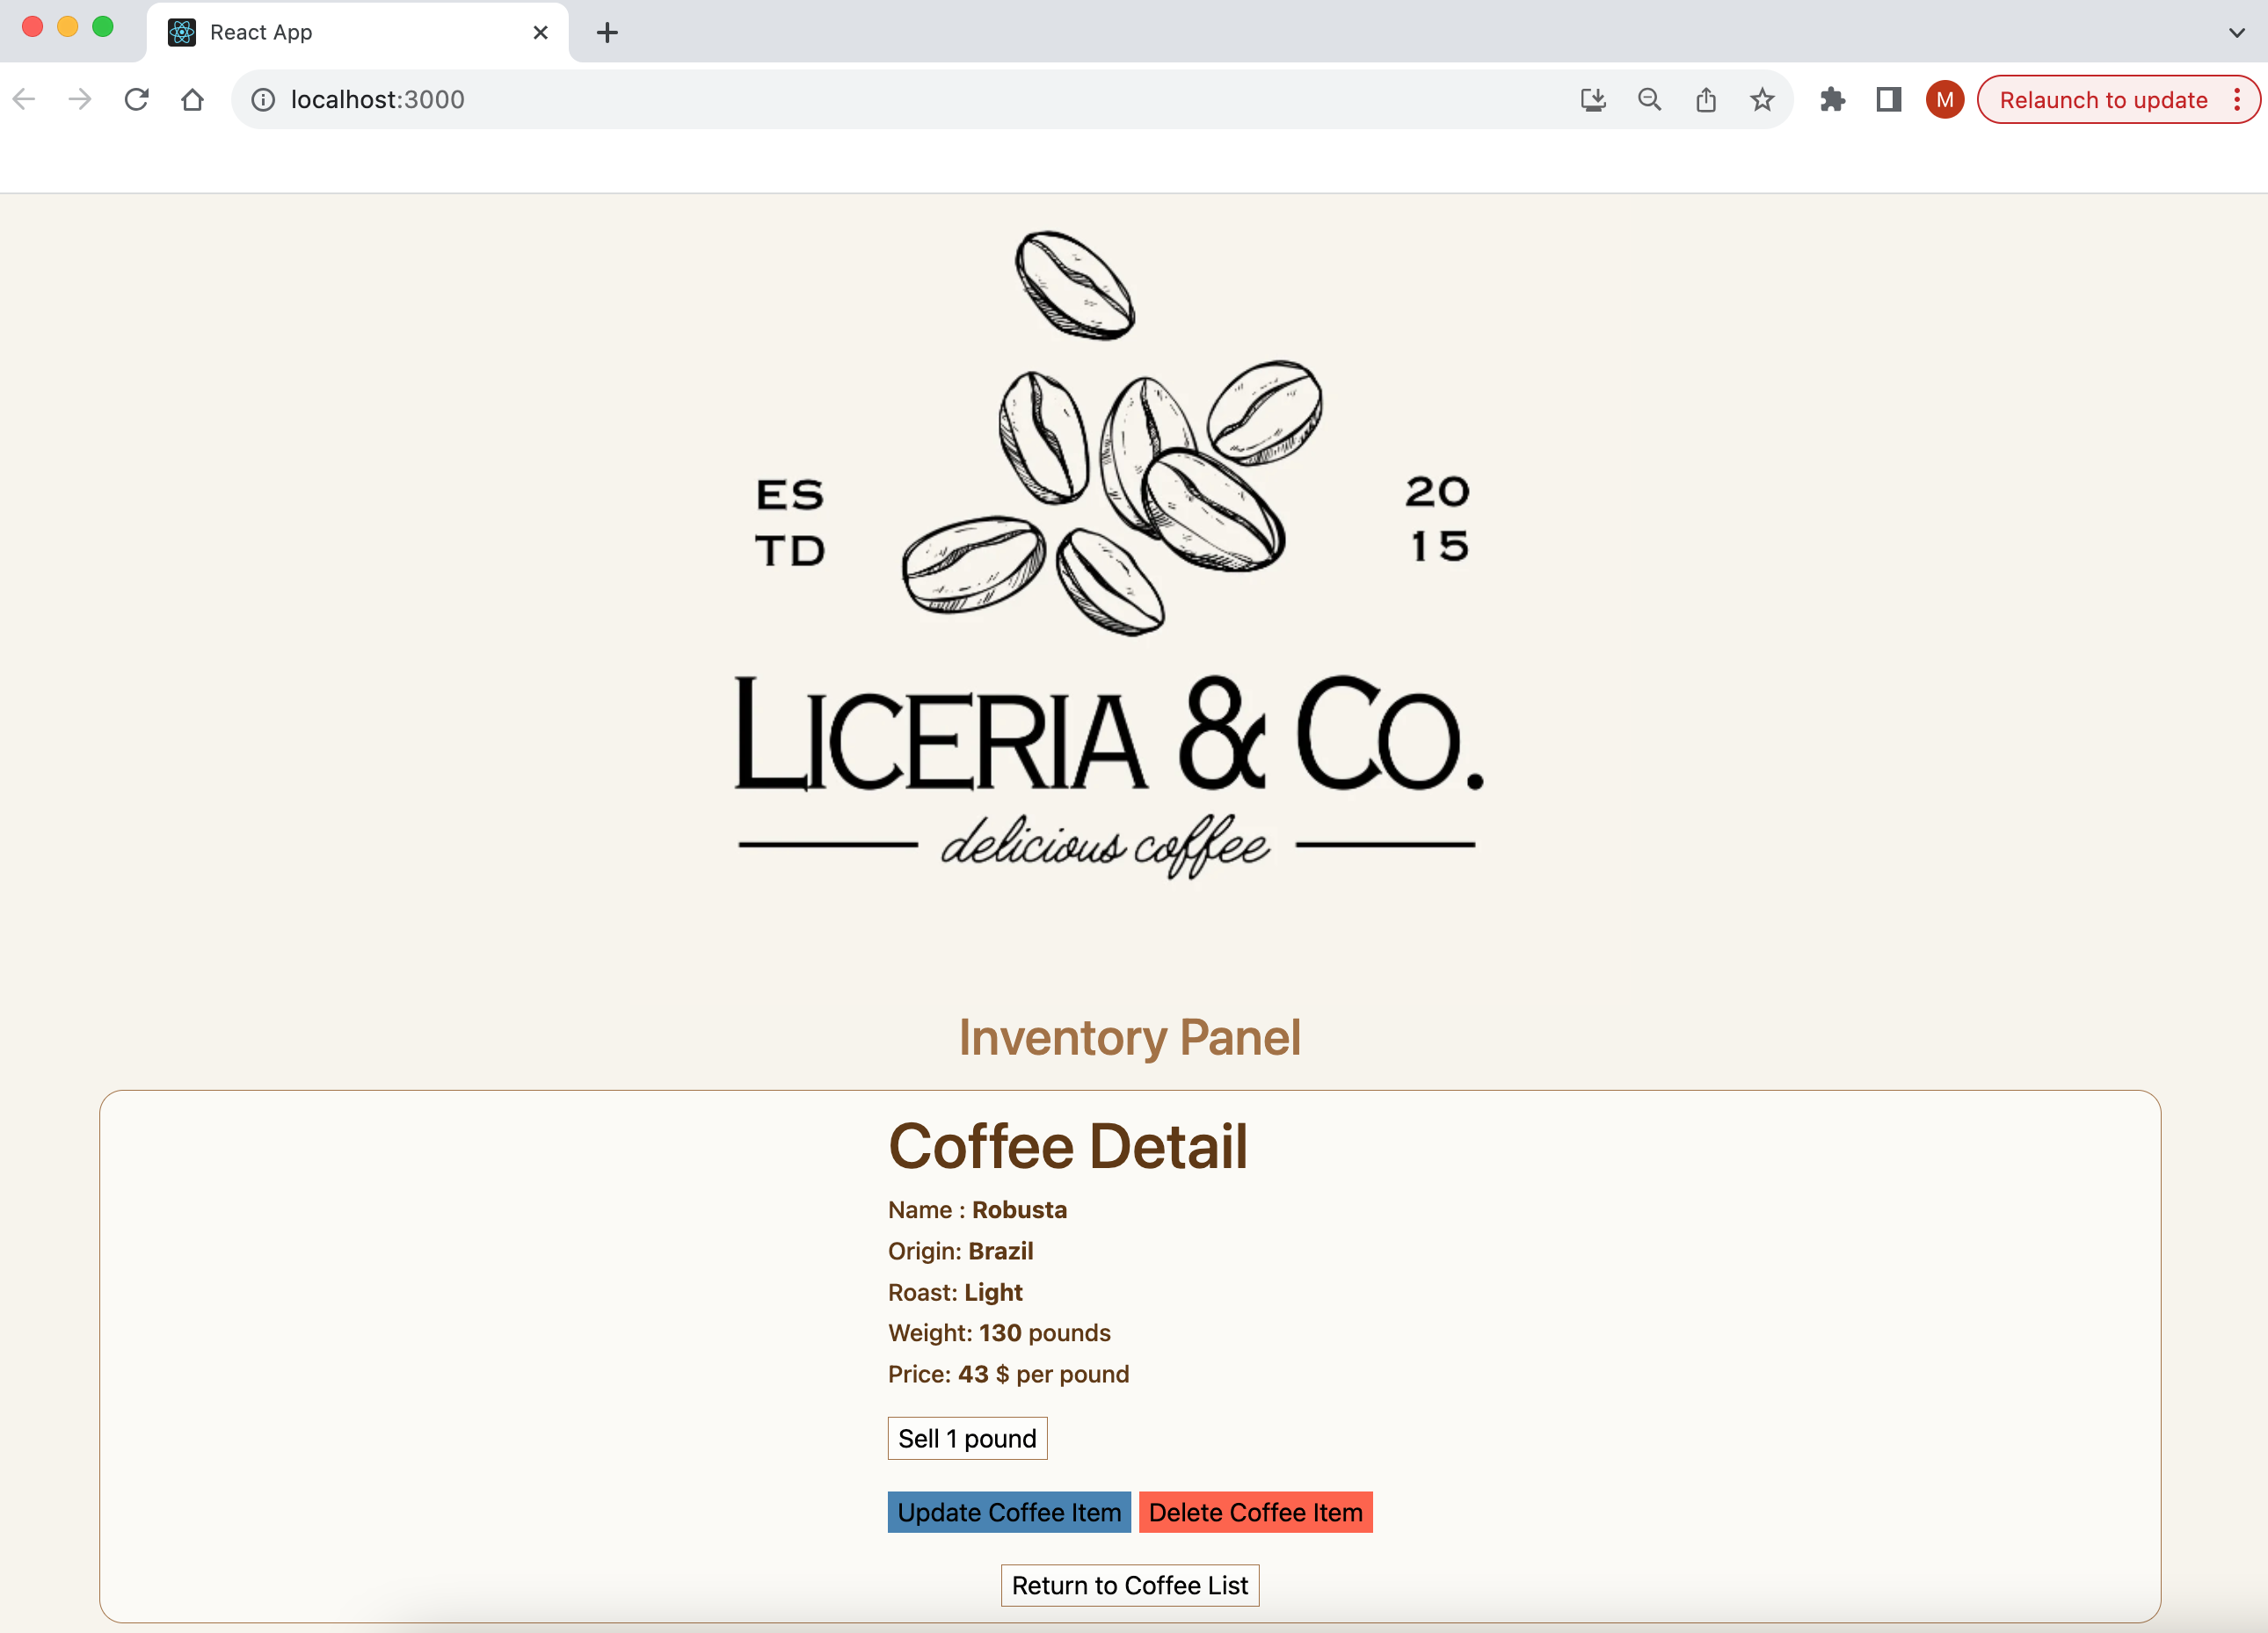 React App
localhost:3000
M
Relaunch to update
ES
TD
20
15
LICERIA & CO.
delicious coffee
Inventory Panel
Coffee Detail
Name : Robusta
Origin: Brazil
Roast: Light
Weight: 130 pounds
Price: 43 $ per pound
Sell 1 pound
Update Coffee Item Delete Coffee Item
Return to Coffee List